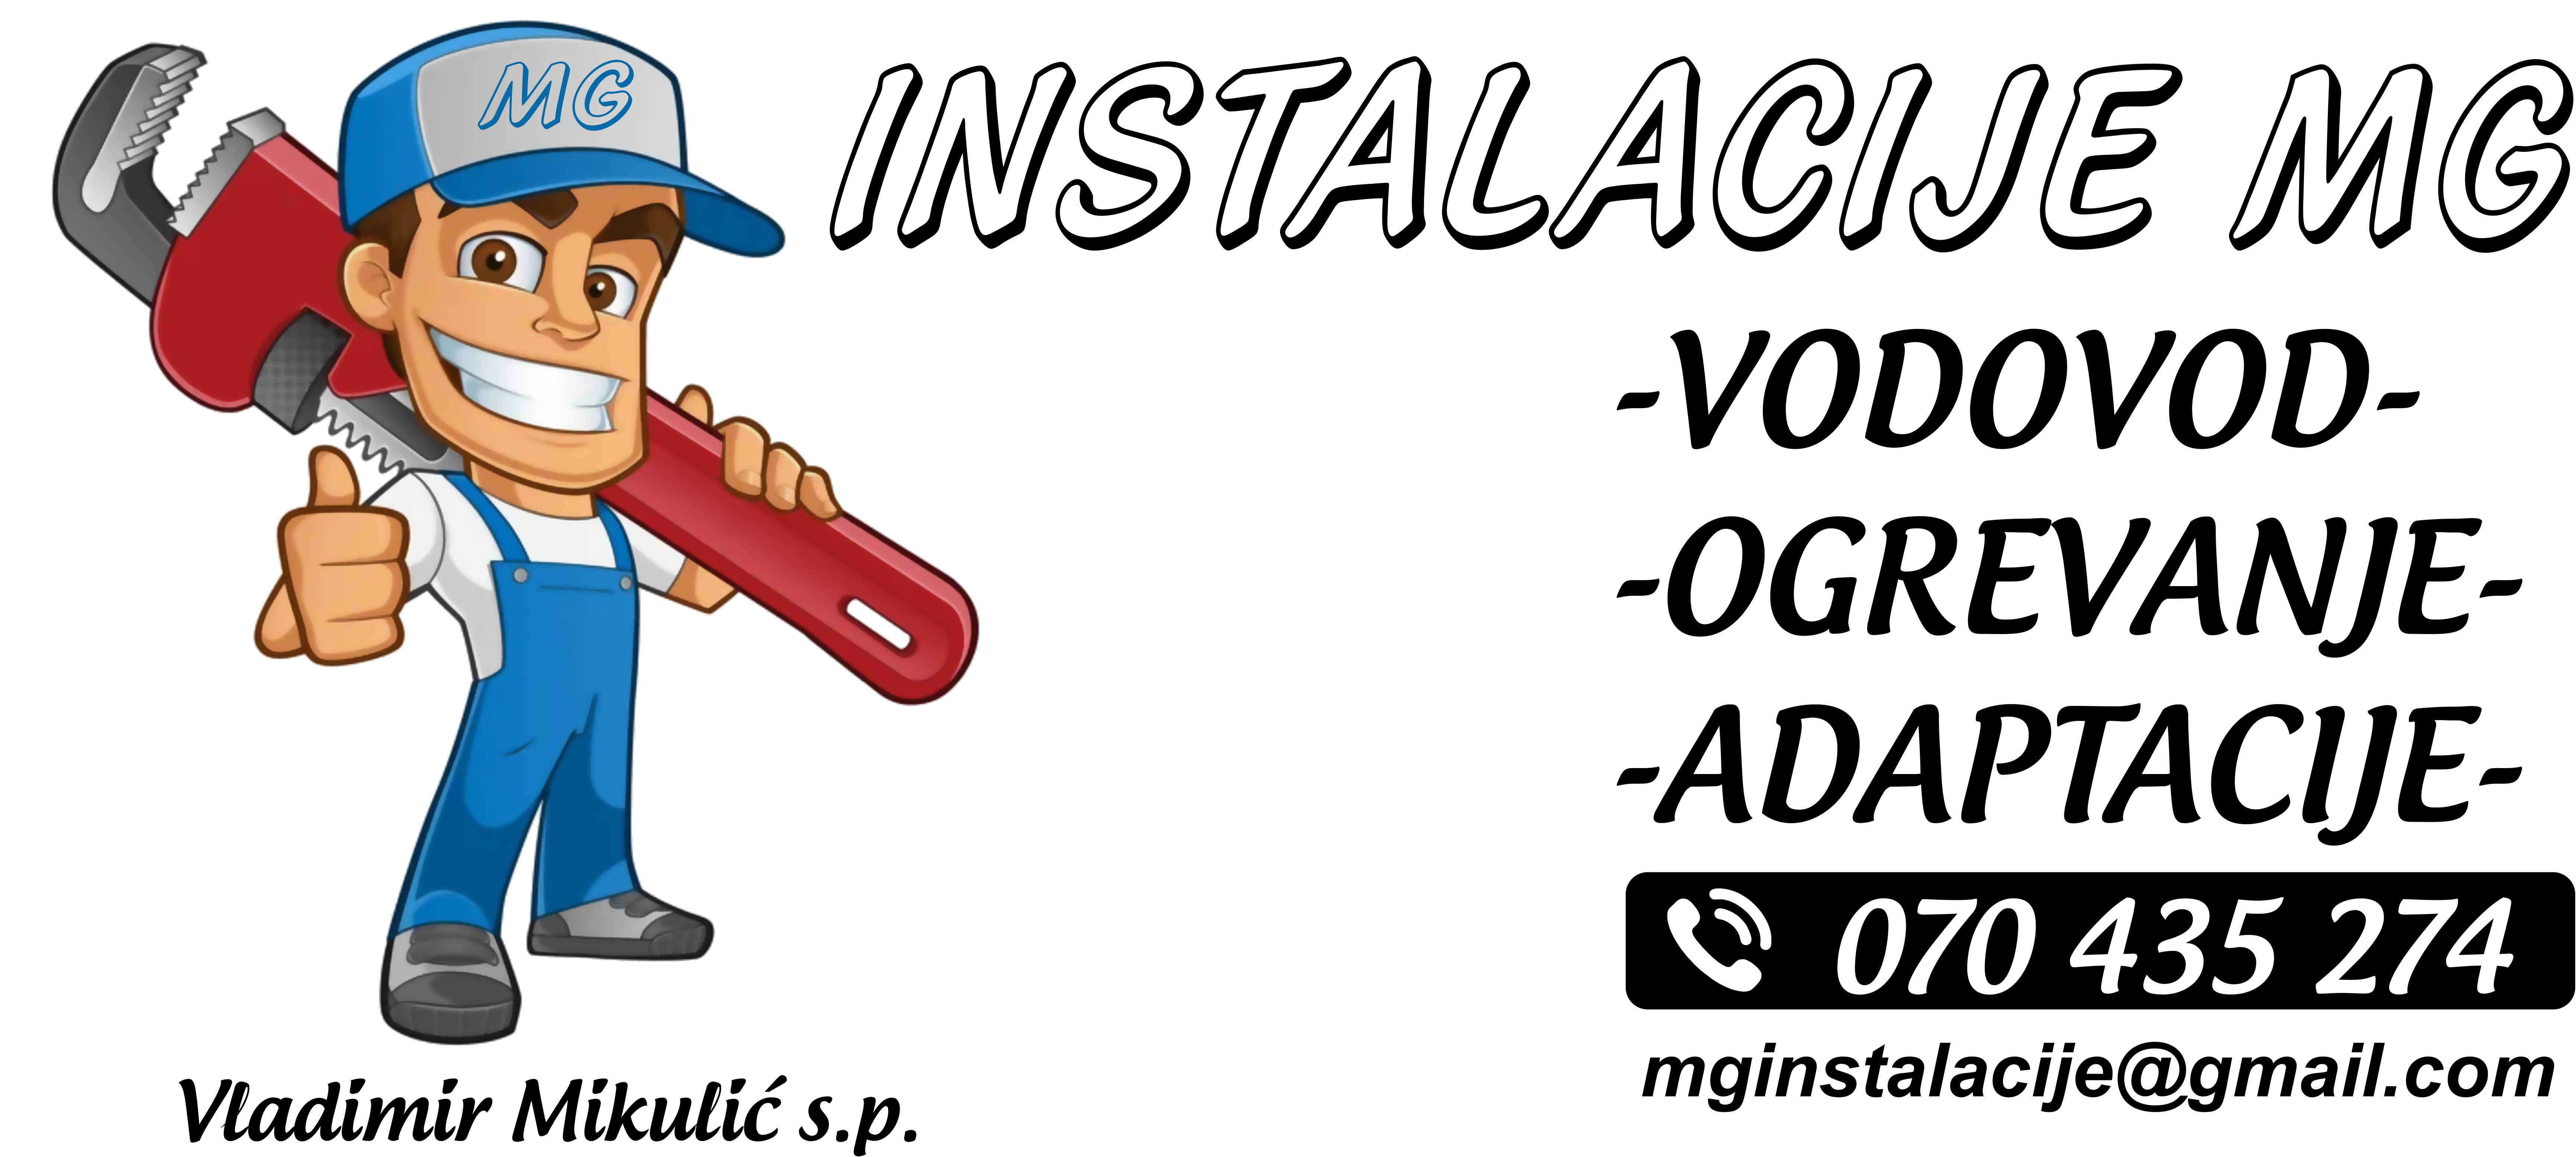 MG
INSTALACIJE MG
-VODOVOD-
-OGREVANJE-
-ADAPTACIJE-
070 435 274
mginstalacije@gmail.com
Vladimir Mikulić s.p.